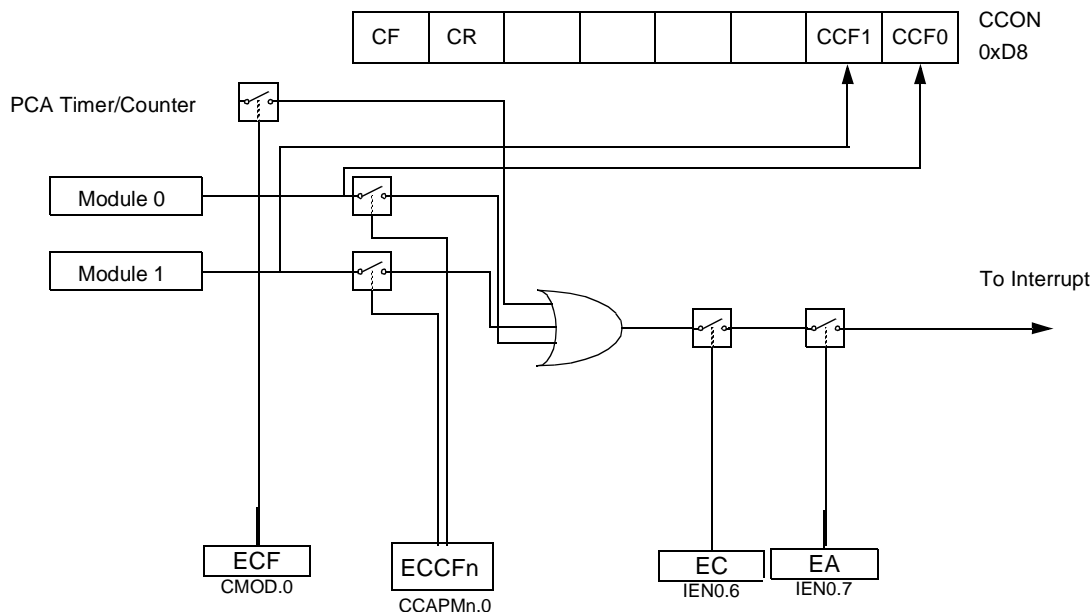 CF CR CCF1 CCF0 CCON
0xD8
PCA Timer/Counter
Module 0
Module 1
To Interrupt
ECF
CMOD.0
ECCFn
CCAPMn.0
EC
IEN0.6
EA
IEN0.7